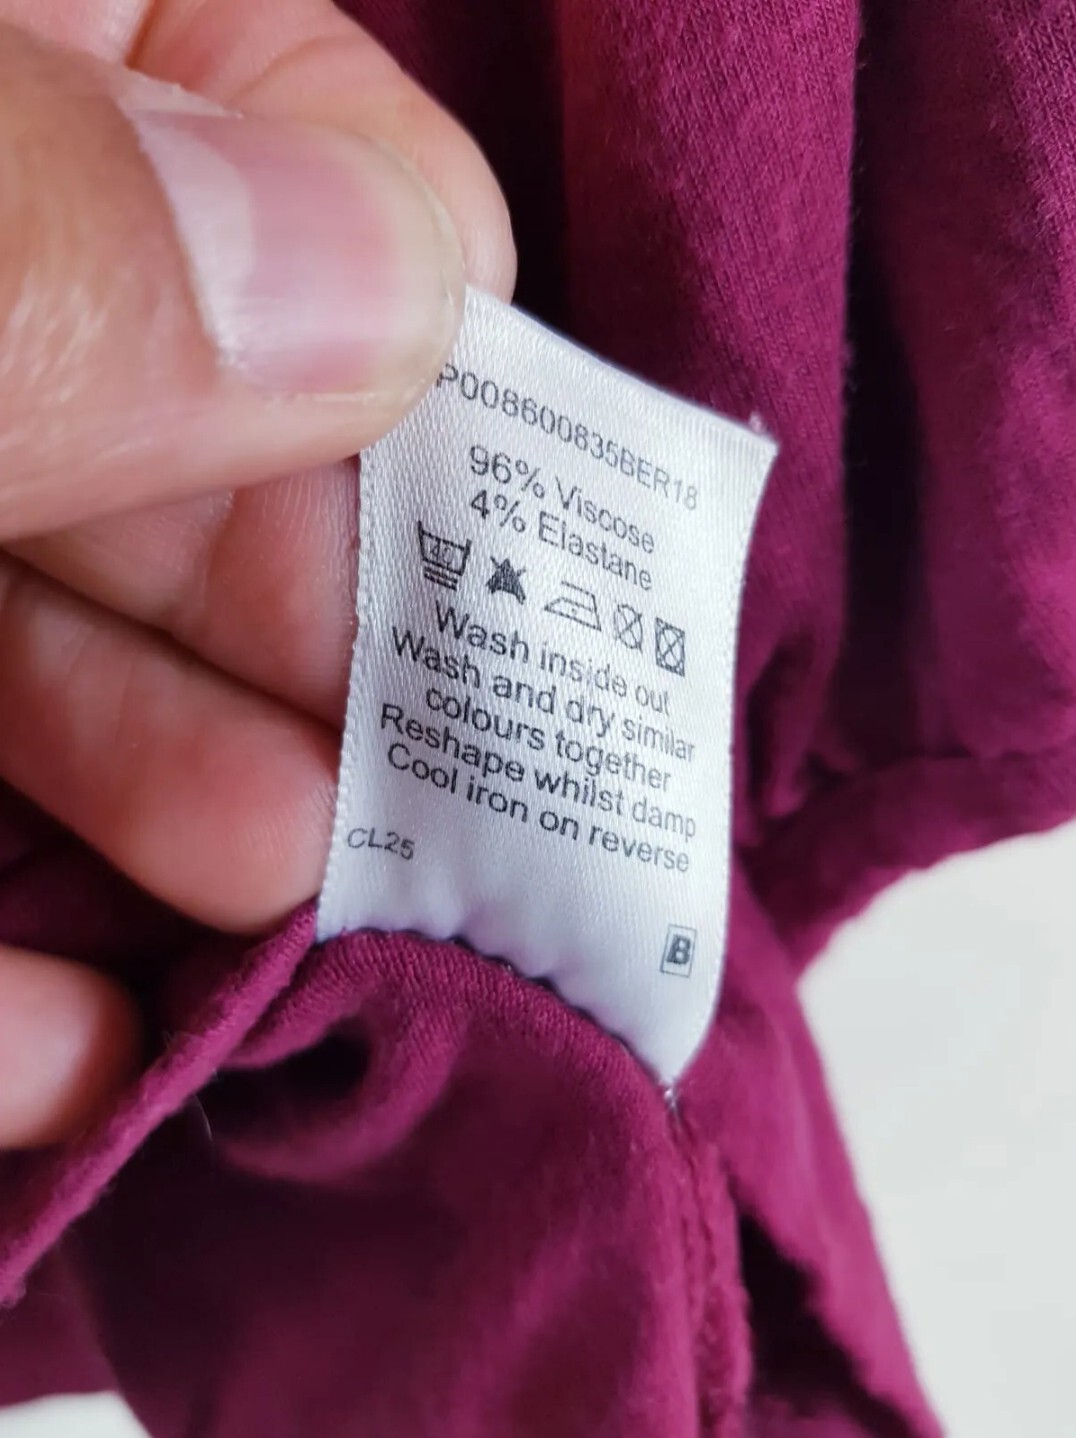 P008600835BER18
96% Viscose
4% Elastane
40
Wash inside out
Wash and dry similar
colours together
Reshape whilst damp
Cool iron on reverse
CL25
B